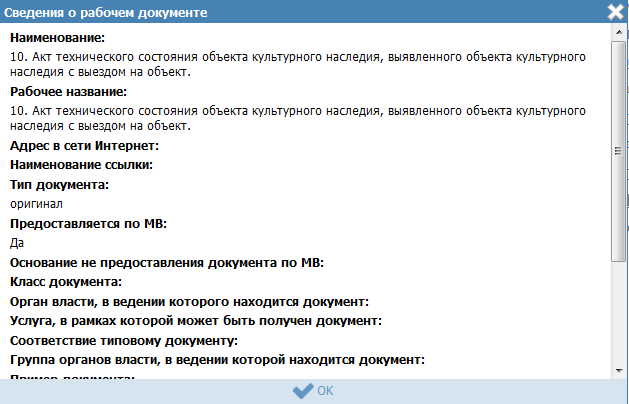 Сведения о рабочем документе
Наименование:
10. Акт технического состояния объекта культурного наследия, выявленного объекта культурного
наследия с выездом на объект.
Рабочее название:
10. Акт технического состояния объекта культурного наследия, выявленного объекта культурного
наследия с выездом на объект.
Адрес в сети Интернет:
Наименование ссылки:
Тип документа:
оригинал
Предоставляется по МВ:
Да
Основание не предоставления документа по МВ:
Класс документа:
Орган власти, в ведении которого находится документ:
Услуга, в рамках которой может быть получен документ:
Соответствие типовому документу:
Группа органов власти, в ведении которой находится документ:
Пример документа:
OK